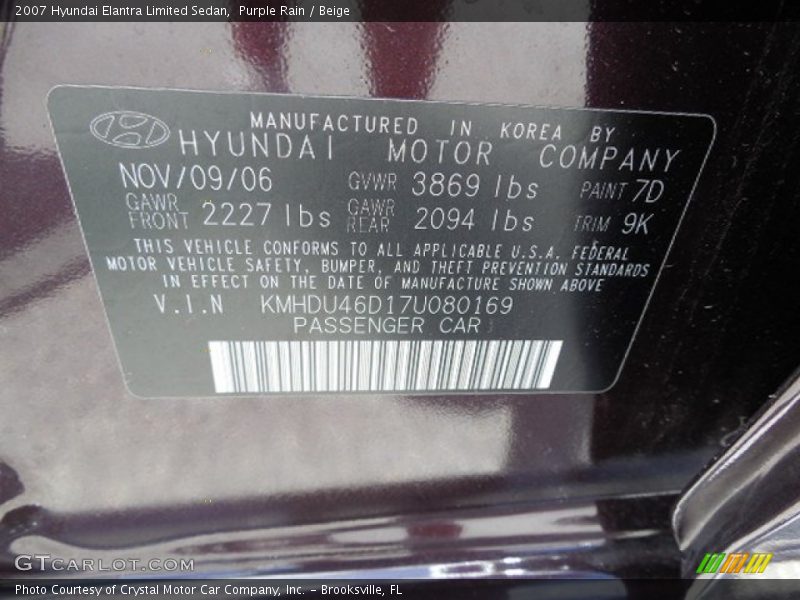 2007 Hyundai Elantra Limited Sedan, Purple Rain / Beige
MANUFACTURED IN KOREA BY
HYUNDAI MOTOR COMPANY
NOV/09/06 GVWR 3869 lbs PAINT 7D
GAWR FRONT 2227 lbs GAWR REAR 2094 lbs TRIM 9K
THIS VEHICLE CONFORMS TO ALL APPLICABLE U.S.A. FEDERAL
MOTOR VEHICLE SAFETY, BUMPER, AND THEFT PREVENTION STANDARDS
IN EFFECT ON THE DATE OF MANUFACTURE SHOWN ABOVE
V.I.N KMHDU46D17U080169
PASSENGER CAR
GTCARLOT.COM
Photo Courtesy of Crystal Motor Car Company, Inc. – Brooksville, FL